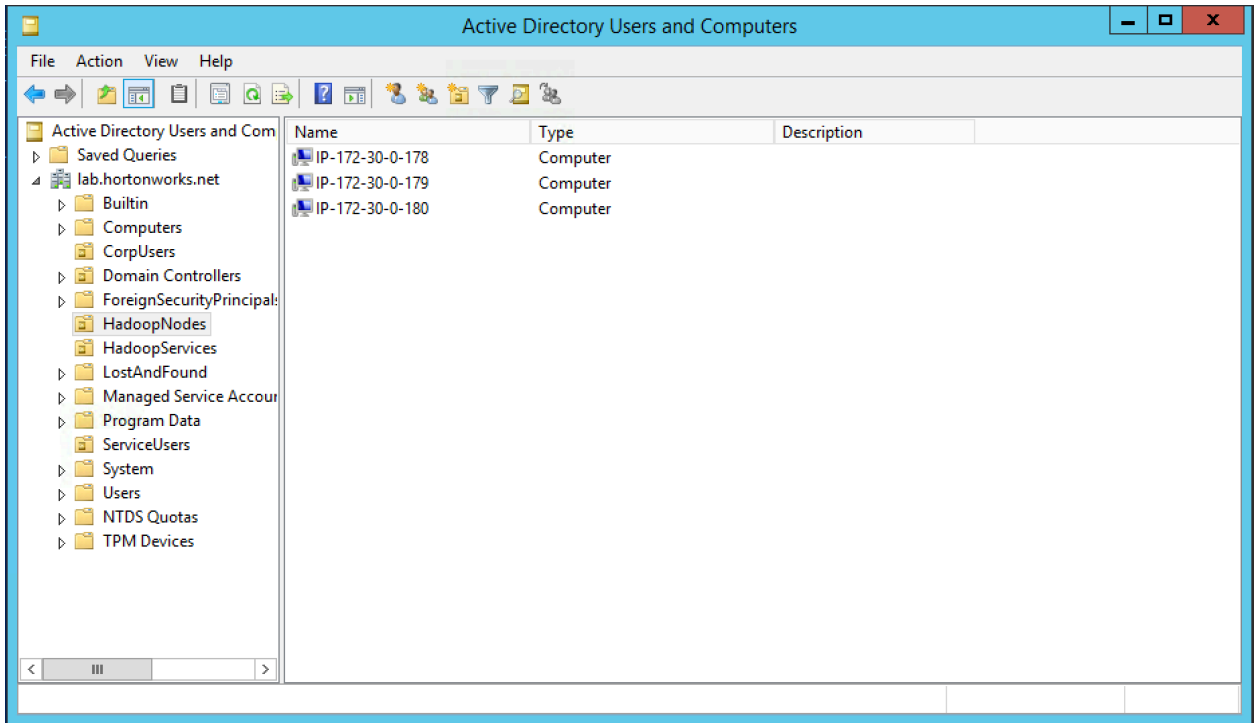 Active Directory Users and Computers
File Action View Help
Active Directory Users and Com
Saved Queries
lab.hortonworks.net
Builtin
Computers
CorpUsers
Domain Controllers
ForeignSecurityPrincipals
HadoopNodes
HadoopServices
LostAndFound
Managed Service Accour
Program Data
ServiceUsers
System
Users
NTDS Quotas
TPM Devices
Name Type Description
IP-172-30-0-178 Computer
IP-172-30-0-179 Computer
IP-172-30-0-180 Computer